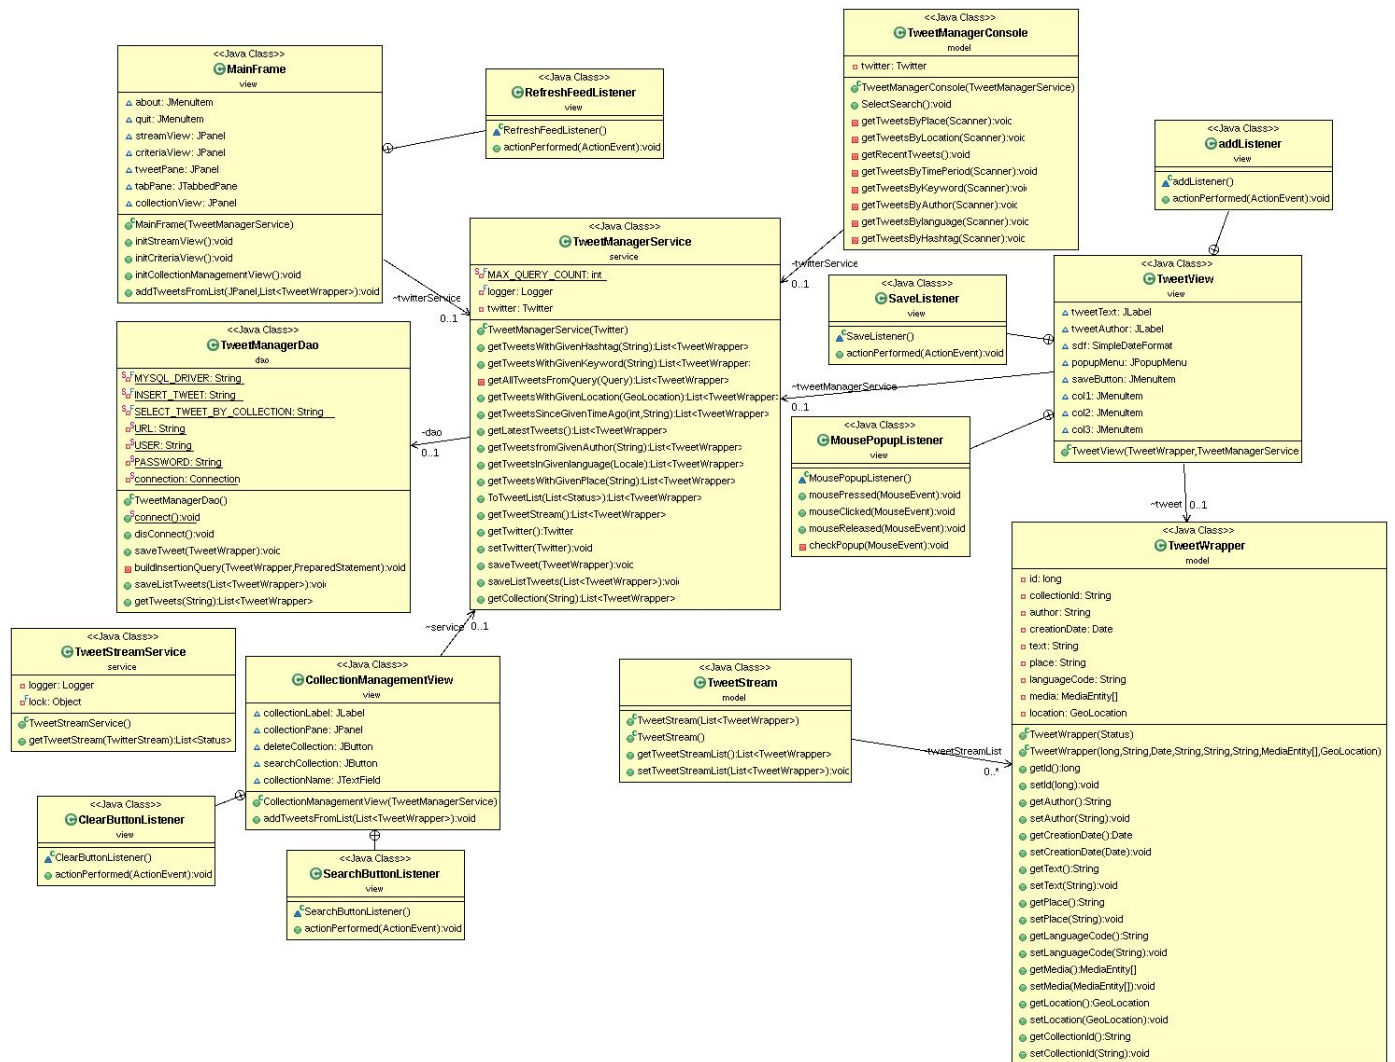 <<Java Class>>
MainFrame
view
about: JMenuItem
quit: JMenuItem
streamView: JPanel
criteriaView: JPanel
tweetPane: JPanel
tabPane: JTabbedPane
collectionView: JPanel
MainFrame(TweetManagerService)
initStreamView():void
initCriteriaView():void
initCollectionManagementView():void
addTweetsFromList(JPanel,List<TweetWrapper>):void
<<Java Class>>
RefreshFeedListener
view
RefreshFeedListener()
actionPerformed(ActionEvent):void
<<Java Class>>
TweetManagerConsole
model
twitter: Twitter
TweetManagerConsole(TweetManagerService)
SelectSearch():void
getTweetsByPlace(Scanner):voic
getTweetsByLocation(Scanner):voic
getRecentTweets():void
getTweetsByTimePeriod(Scanner):void
getTweetsByKeyword(Scanner):voi
getTweetsByAuthor(Scanner):voi
getTweetsBylanguage(Scanner):voi
getTweetsByHashtag(Scanner):voic
<<Java Class>>
addListener
view
addListener()
actionPerformed(ActionEvent):void
~twitterService
0..1
~twitterService
0..1
<<Java Class>>
TweetManagerService
service
MAX_QUERY_COUNT: int
logger: Logger
twitter: Twitter
TweetManagerService(Twitter)
getTweetsWithGivenHashtag(String):List<TweetWrapper>
getTweetsWithGivenKeyword(String):List<TweetWrapper:
getAllTweetsFromQuery(Query):List<TweetWrapper>
getTweetsWithGivenLocation(GeoLocation):List<TweetWrapper:
getTweetsSinceGivenTimeAgo(int,String):List<TweetWrapper>
getLatestTweets():List<TweetWrapper>
getTweetsfromGivenAuthor(String):List<TweetWrapper>
getTweetsInGivenlanguage(Locale):List<TweetWrapper>
getTweetsWithGivenPlace(String):List<TweetWrapper>
ToTweetList(List<Status>):List<TweetWrapper>
getTweetStream():List<TweetWrapper>
getTwitter():Twitter
setTwitter(Twitter):void
saveTweet(TweetWrapper):voic
saveListTweets(List<TweetWrapper>):voi
getCollection(String):List<TweetWrapper>
<<Java Class>>
SaveListener
view
SaveListener()
actionPerformed(ActionEvent):void
<<Java Class>>
TweetView
view
tweetText: JLabel
tweetAuthor: JLabel
sdf: SimpleDateFormat
popupMenu: JPopupMenu
saveButton: JMenuItem
col1: JMenuItem
col2: JMenuItem
col3: JMenuItem
TweetView(TweetWrapper,TweetManagerService
~tweetManagerService
0..1
<<Java Class>>
MousePopupListener
view
MousePopupListener()
mousePressed(MouseEvent):void
mouseClicked(MouseEvent):void
mouseReleased(MouseEvent):void
checkPopup(MouseEvent):void
<<Java Class>>
TweetManagerDao
dao
MYSQL_DRIVER: String
INSERT_TWEET: String
SELECT_TWEET_BY_COLLECTION: String
URL: String
USER: String
PASSWORD: String
connection: Connection
TweetManagerDao()
connect():void
disConnect():void
saveTweet(TweetWrapper):voic
buildInsertionQuery(TweetWrapper,PreparedStatement):void
saveListTweets(List<TweetWrapper>):voi
getTweets(String):List<TweetWrapper>
-dao
0..1
~tweet
0..1
<<Java Class>>
TweetWrapper
model
id: long
collectionId: String
author: String
creationDate: Date
text: String
place: String
languageCode: String
media: MediaEntity[]
location: GeoLocation
TweetWrapper(Status)
TweetWrapper(long,String,Date,String,String,String,MediaEntity[],GeoLocation)
getId():long
setId(long):void
getAuthor():String
setAuthor(String):void
getCreationDate():Date
setCreationDate(Date):void
getText():String
setText(String):void
getPlace():String
setPlace(String):void
getLanguageCode():String
setLanguageCode(String):void
getMedia():MediaEntity[]
setMedia(MediaEntity[]):void
getLocation():GeoLocation
setLocation(GeoLocation):void
getCollectionId():String
setCollectionId(String):void
<<Java Class>>
TweetStreamService
service
logger: Logger
lock: Object
TweetStreamService()
getTweetStream(TwitterStream):List<Status>
~service
0..1
<<Java Class>>
CollectionManagementView
view
collectionLabel: JLabel
collectionPane: JPanel
deleteCollection: JButton
searchCollection: JButton
collectionName: JTextField
CollectionManagementView(TweetManagerService)
addTweetsFromList(List<TweetWrapper>):void
<<Java Class>>
TweetStream
model
TweetStream(List<TweetWrapper>)
TweetStream()
getTweetStreamList():List<TweetWrapper>
setTweetStreamList(List<TweetWrapper>):voic
-tweetStreamList
0..*
<<Java Class>>
ClearButtonListener
view
ClearButtonListener()
actionPerformed(ActionEvent):void
<<Java Class>>
SearchButtonListener
view
SearchButtonListener()
actionPerformed(ActionEvent):void